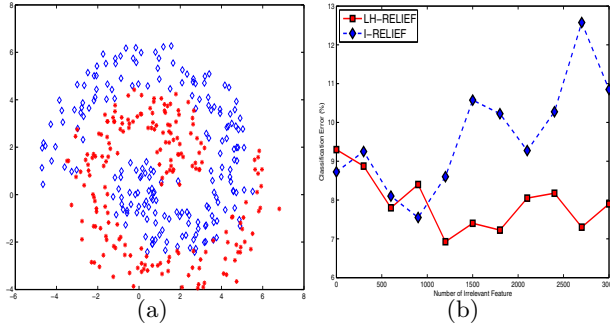 8
6
4
2
0
−2
−4
−6 −4 −2 0 2 4 6 8
(a)
LH−RELIEF
I−RELIEF
13
12
11
10
9
8
7
6
Classification Error (%)
0 500 1000 1500 2000 2500 3000
Number of Irrelevant Feature
(b)